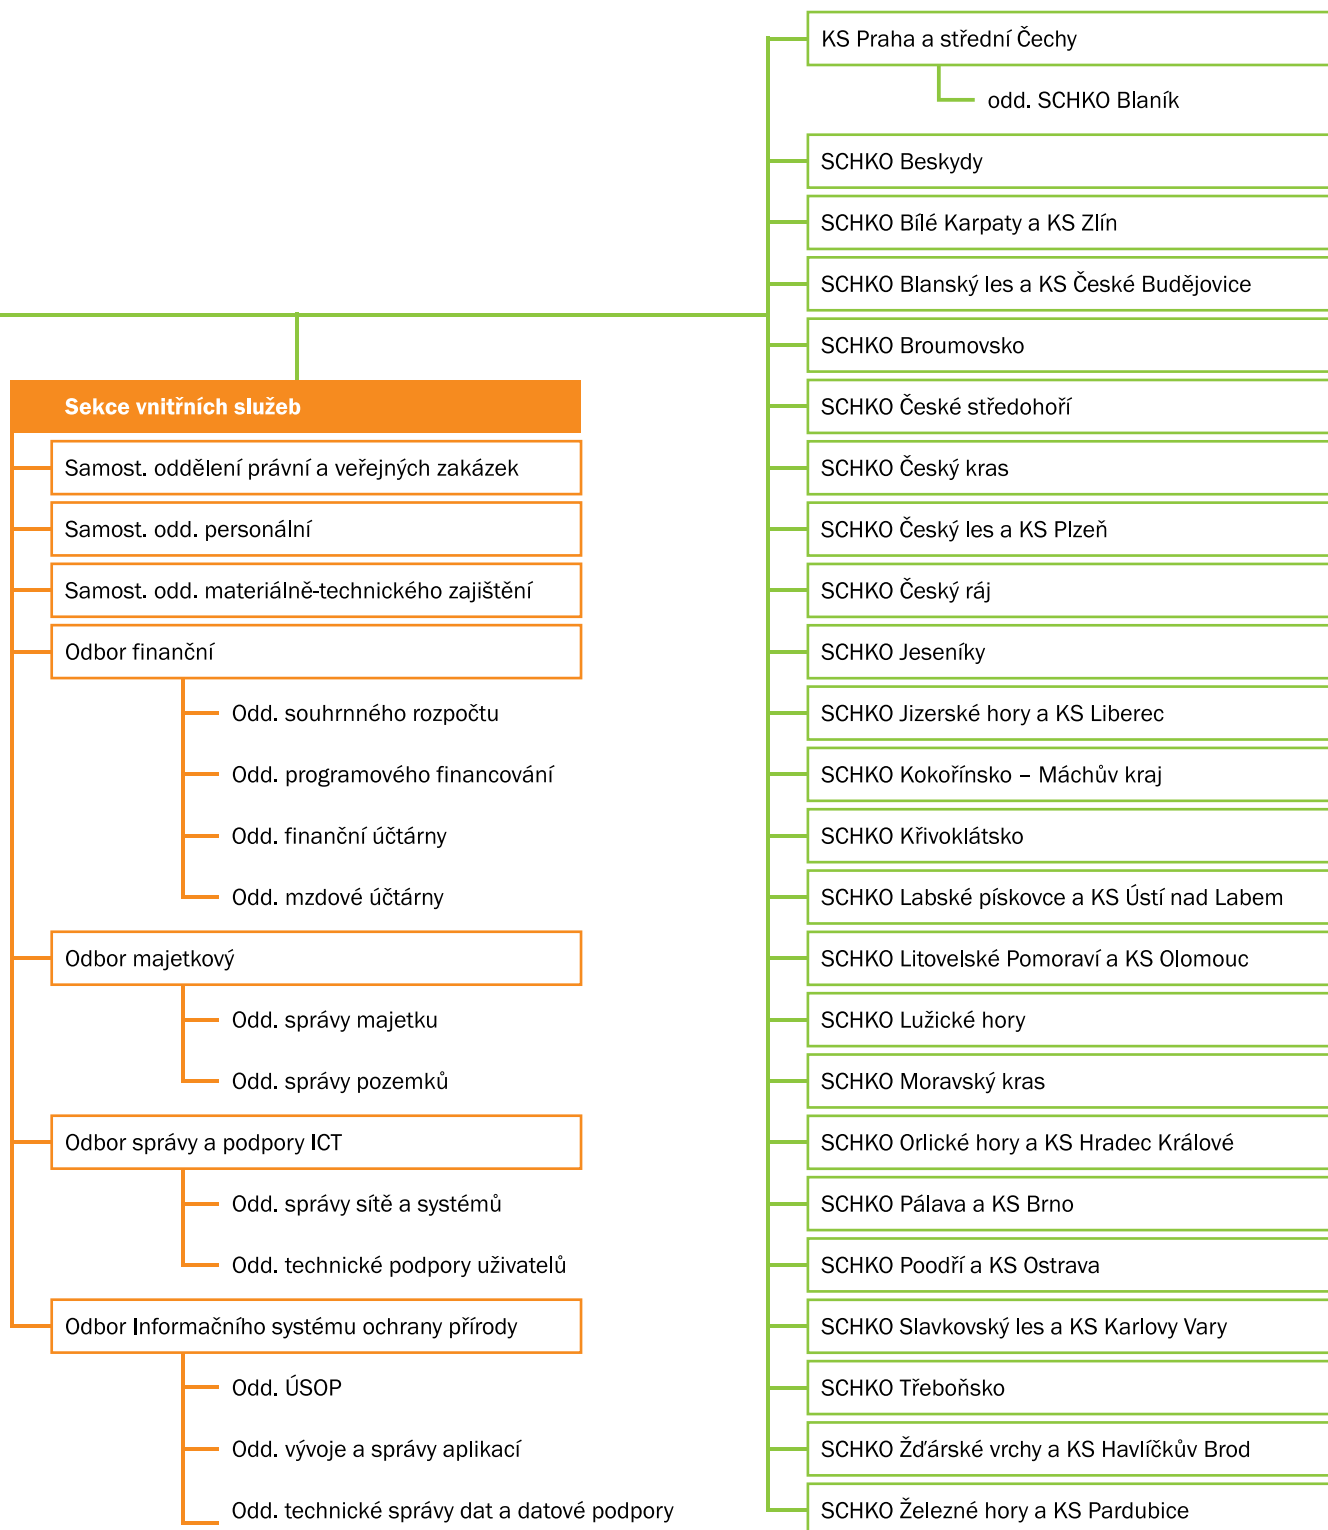 Sekce vnitřních služeb
Samost. oddělení právní a veřejných zakázek
Samost. odd. personální
Samost. odd. materiálně-technického zajištění
Odbor finanční
Odd. souhrnného rozpočtu
Odd. programového financování
Odd. finanční účtárny
Odd. mzdové účtárny
Odbor majetkový
Odd. správy majetku
Odd. správy pozemků
Odbor správy a podpory ICT
Odd. správy sítě a systémů
Odd. technické podpory uživatelů
Odbor Informačního systému ochrany přírody
Odd. ÚSOP
Odd. vývoje a správy aplikací
Odd. technické správy dat a datové podpory
KS Praha a střední Čechy
odd. SCHKO Blaník
SCHKO Beskydy
SCHKO Bílé Karpaty a KS Zlín
SCHKO Blanský les a KS České Budějovice
SCHKO Broumovsko
SCHKO České středohoří
SCHKO Český kras
SCHKO Český les a KS Plzeň
SCHKO Český ráj
SCHKO Jeseníky
SCHKO Jizerské hory a KS Liberec
SCHKO Kokořínsko – Máchův kraj
SCHKO Křivoklátsko
SCHKO Labské pískovce a KS Ústí nad Labem
SCHKO Litovelské Pomoraví a KS Olomouc
SCHKO Lužické hory
SCHKO Moravský kras
SCHKO Orlické hory a KS Hradec Králové
SCHKO Pálava a KS Brno
SCHKO Poodří a KS Ostrava
SCHKO Slavkovský les a KS Karlovy Vary
SCHKO Třeboňsko
SCHKO Žďárské vrchy a KS Havlíčkův Brod
SCHKO Železné hory a KS Pardubice